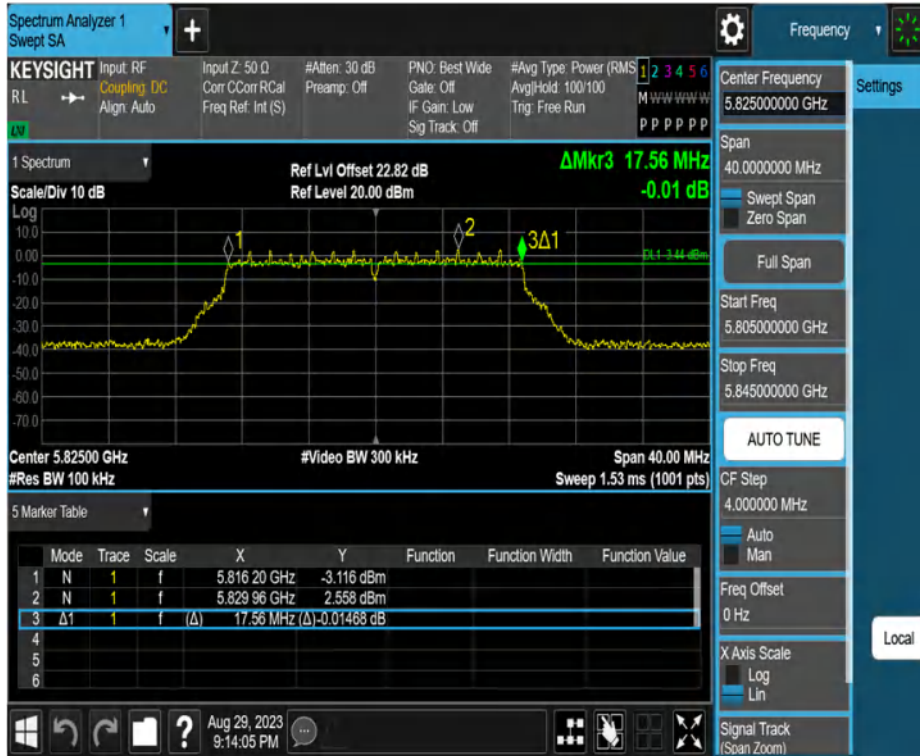 Spectrum Analyzer 1
Swept SA
+
Frequency
KEYSIGHT
RL
LXI
Input: RF
Coupling: DC
Align: Auto
Input Z: 50 Ω
Corr CCorr RCal
Freq Ref: Int (S)
#Atten: 30 dB
Preamp: Off
PNO: Best Wide
Gate: Off
IF Gain: Low
Sig Track: Off
#Avg Type: Power (RMS
Avg|Hold: 100/100
Trig: Free Run
1 2 3 4 5 6
M W W W W W
P P P P P P
1 Spectrum
Scale/Div 10 dB
Ref Lvl Offset 22.82 dB
Ref Level 20.00 dBm
ΔMkr3 17.56 MHz
-0.01 dB
Log
10.0
0.00
-10.0
-20.0
-30.0
-40.0
-50.0
-60.0
-70.0
1
2
3Δ1
DL1 -3.44 dBm
Center 5.82500 GHz
#Res BW 100 kHz
#Video BW 300 kHz
Span 40.00 MHz
Sweep 1.53 ms (1001 pts)
5 Marker Table
Mode Trace Scale X Y Function Function Width Function Value
1 N 1 f 5.816 20 GHz -3.116 dBm
2 N 1 f 5.829 96 GHz 2.558 dBm
3 Δ1 1 f (Δ) 17.56 MHz (Δ) -0.01468 dB
4
5
6
?
Aug 29, 2023
9:14:05 PM
Center Frequency
5.825000000 GHz
Span
40.0000000 MHz
Swept Span
Zero Span
Full Span
Start Freq
5.805000000 GHz
Stop Freq
5.845000000 GHz
AUTO TUNE
CF Step
4.000000 MHz
Auto
Man
Freq Offset
0 Hz
X Axis Scale
Log
Lin
Signal Track
(Span Zoom)
Settings
Local